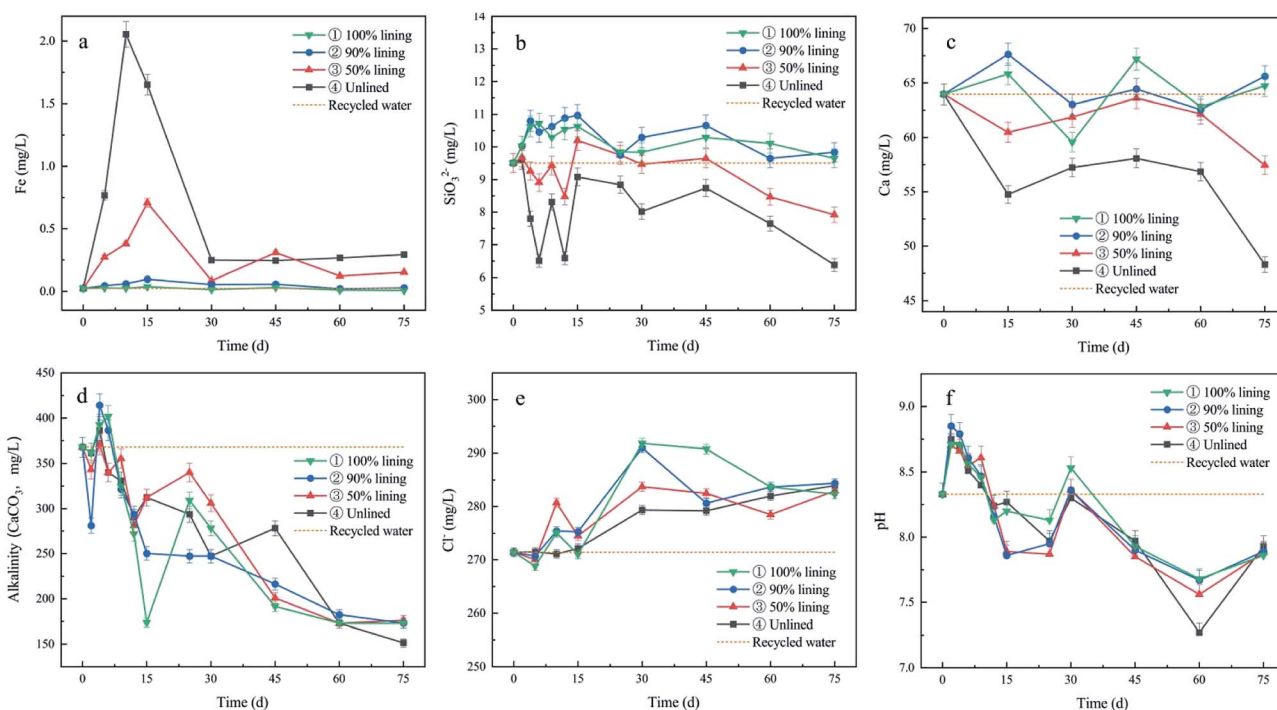 a
① 100% lining
② 90% lining
③ 50% lining
④ Unlined
Recycled water
Fe (mg/L)
2.0
1.5
1.0
0.5
0.0
0 15 30 45 60 75
Time (d)
b
① 100% lining
② 90% lining
③ 50% lining
④ Unlined
Recycled water
SiO₃²⁻ (mg/L)
14
13
12
11
10
9
8
7
6
5
0 15 30 45 60 75
Time (d)
c
① 100% lining
② 90% lining
③ 50% lining
④ Unlined
Recycled water
Ca (mg/L)
70
65
60
55
50
45
0 15 30 45 60 75
Time (d)
d
① 100% lining
② 90% lining
③ 50% lining
④ Unlined
Recycled water
Alkalinity (CaCO₃, mg/L)
450
400
350
300
250
200
150
0 15 30 45 60 75
Time (d)
e
① 100% lining
② 90% lining
③ 50% lining
④ Unlined
Recycled water
Cl⁻ (mg/L)
300
290
280
270
260
250
0 15 30 45 60 75
Time (d)
f
① 100% lining
② 90% lining
③ 50% lining
④ Unlined
Recycled water
pH
9.0
8.5
8.0
7.5
7.0
0 15 30 45 60 75
Time (d)